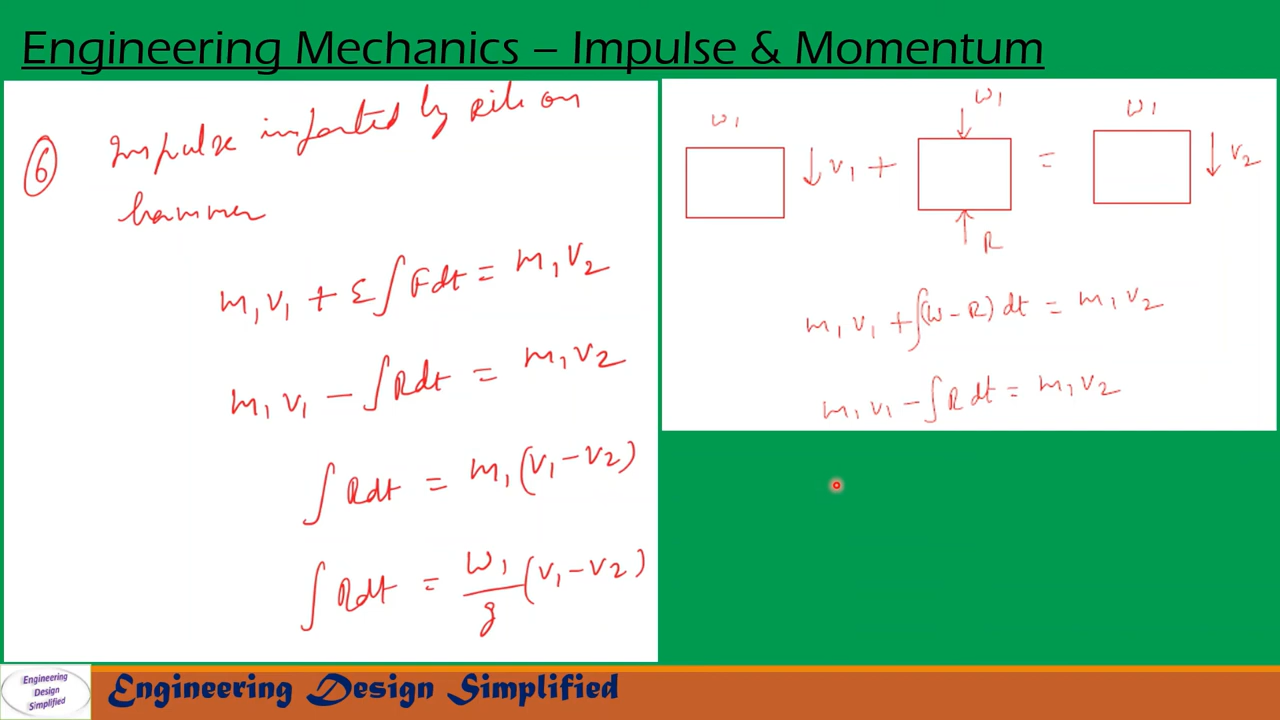 Engineering Mechanics – Impulse & Momentum
⑥ Impulse imparted by Pile on
hammer
m₁v₁ + Σ∫Fdt = m₁v₂
m₁v₁ − ∫Rdt = m₁v₂
∫Rdt = m₁(v₁−v₂)
∫Rdt = W₁/g (v₁−v₂)
W₁ W₁ W₁
↓v₁ + = ↓v₂
R
m₁v₁ + ∫(W−R)dt = m₁v₂
m₁v₁ − ∫Rdt = m₁v₂
Engineering
Design
Simplified
Engineering Design Simplified